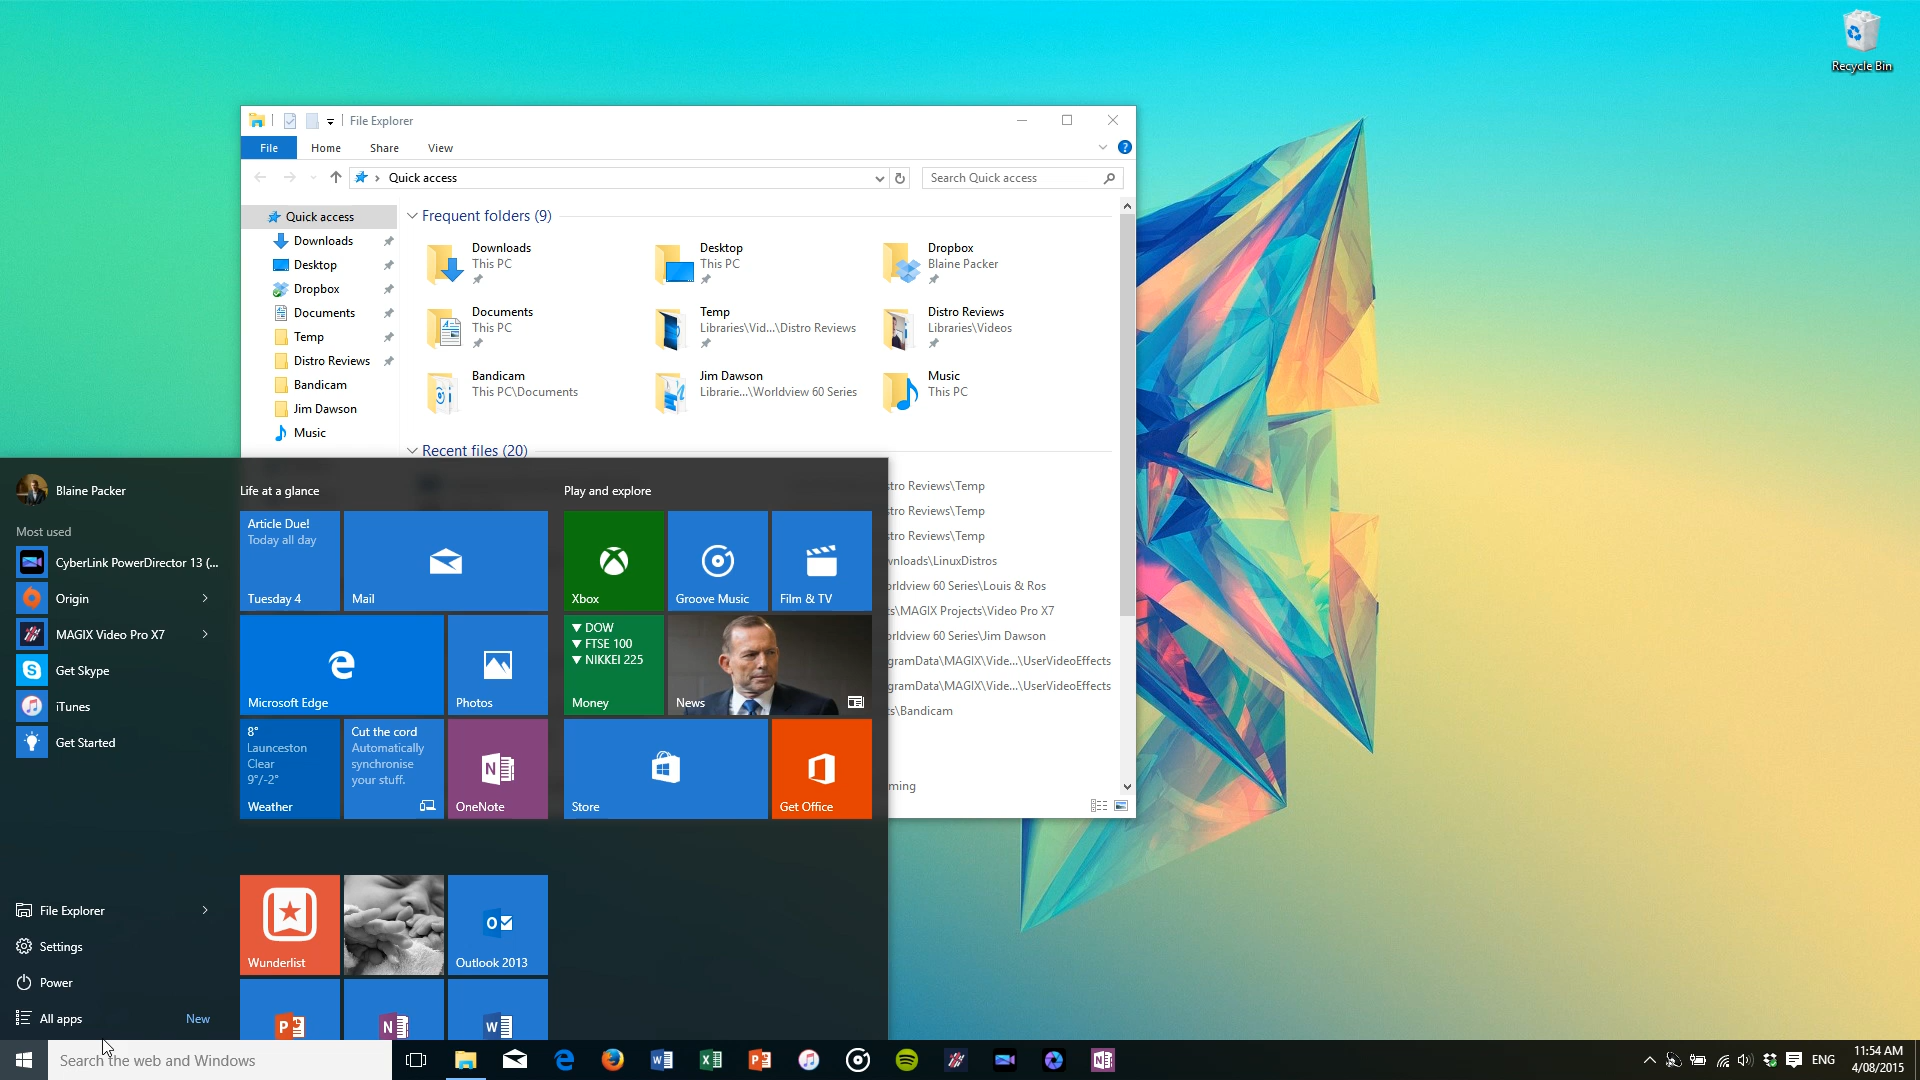 Recycle Bin
File Explorer
File
Home
Share
View
Quick access
Search Quick access
Quick access
Downloads
Desktop
Dropbox
Documents
Temp
Distro Reviews
Bandicam
Jim Dawson
Music
Frequent folders (9)
Downloads
This PC
Desktop
This PC
Dropbox
Blaine Packer
Documents
This PC
Temp
Libraries\Vid...\Distro Reviews
Distro Reviews
Libraries\Videos
Bandicam
This PC\Documents
Jim Dawson
Librarie...\Worldview 60 Series
Music
This PC
Recent files (20)
stro Reviews\Temp
stro Reviews\Temp
stro Reviews\Temp
wnloads\LinuxDistros
orldview 60 Series\Louis & Ros
ts\MAGIX Projects\Video Pro X7
orldview 60 Series\Jim Dawson
gramData\MAGIX\Vide...\UserVideoEffects
gramData\MAGIX\Vide...\UserVideoEffects
ts\Bandicam
ming
Blaine Packer
Most used
CyberLink PowerDirector 13 (...
Origin
MAGIX Video Pro X7
Get Skype
iTunes
Get Started
File Explorer
Settings
Power
All apps
New
Life at a glance
Article Due!
Today all day
Tuesday 4
Mail
Microsoft Edge
Photos
8°
Launceston
Clear
9°/-2°
Weather
Cut the cord
Automatically
synchronise
your stuff.
OneNote
Play and explore
Xbox
Groove Music
Film & TV
DOW
FTSE 100
NIKKEI 225
Money
News
Store
Get Office
Wunderlist
Outlook 2013
Search the web and Windows
ENG
11:54 AM
4/08/2015